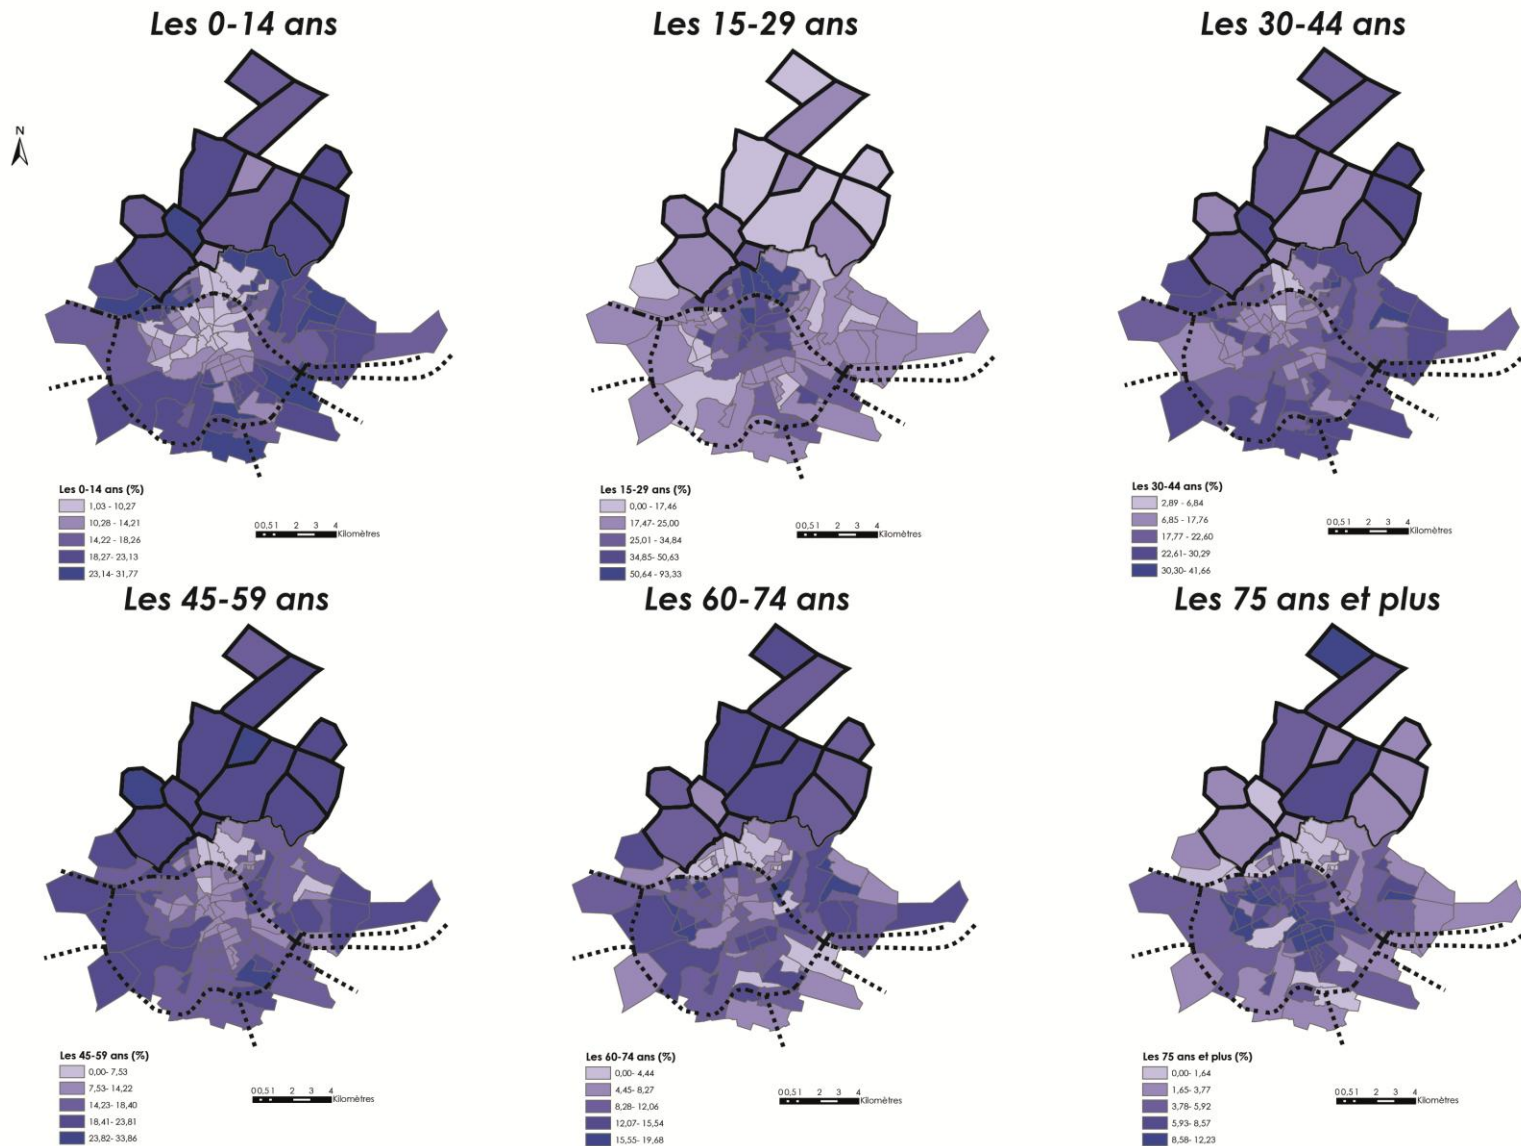 Les 0-14 ans
Les 15-29 ans
Les 30-44 ans
N
Les 0-14 ans (%)
1,03 - 10,27
10,28 - 14,21
14,22 - 18,26
18,27- 23,13
23,14- 31,77
0 0,5 1 2 3 4
Kilomètres
Les 15-29 ans (%)
0,00 - 17,46
17,47- 25,00
25,01 - 34,84
34,85- 50,63
50,64 - 93,33
0 0,5 1 2 3 4
Kilomètres
Les 30-44 ans (%)
2,89 - 6,84
6,85 - 17,76
17,77 - 22,60
22,61- 30,29
30,30- 41,66
0 0,5 1 2 3 4
Kilomètres
Les 45-59 ans
Les 60-74 ans
Les 75 ans et plus
Les 45-59 ans (%)
0,00- 7,53
7,53- 14,22
14,23- 18,40
18,41- 23,81
23,82- 33,86
0 0,5 1 2 3 4
Kilomètres
Les 60-74 ans (%)
0,00- 4,44
4,45- 8,27
8,28- 12,06
12,07- 15,54
15,55- 19,68
0 0,5 1 2 3 4
Kilomètres
Les 75 ans et plus (%)
0,00- 1,64
1,65- 3,77
3,78- 5,92
5,93- 8,57
8,58- 12,23
0 0,5 1 2 3 4
Kilomètres